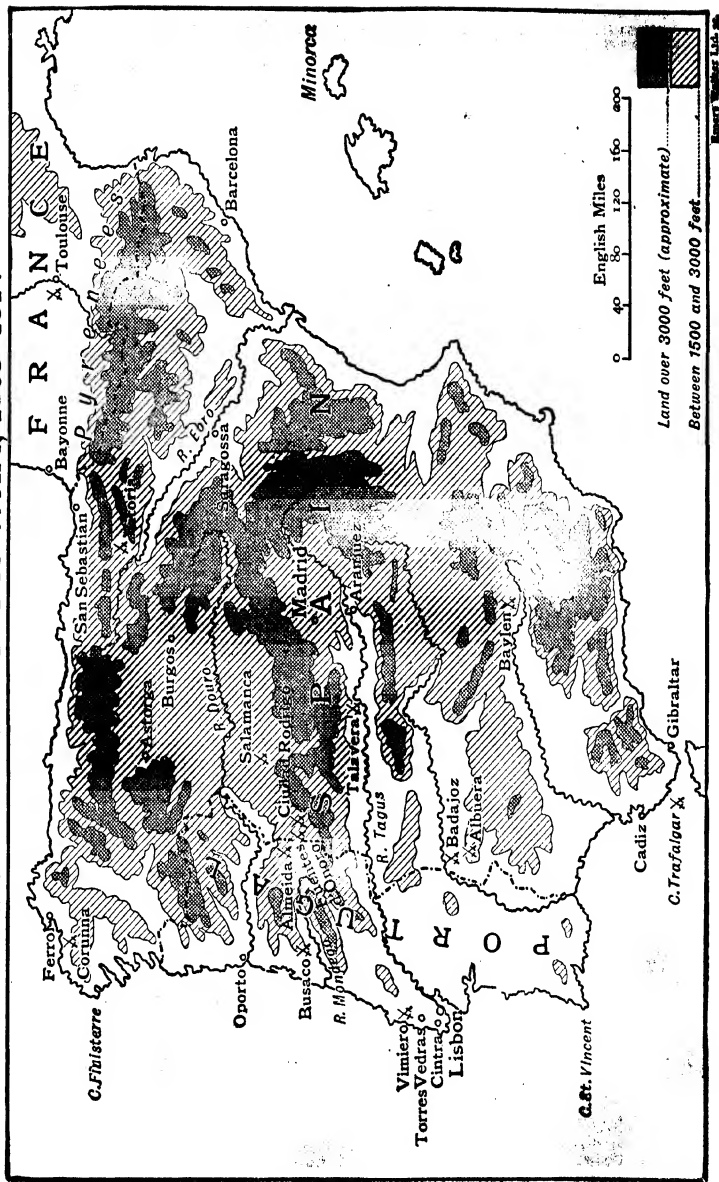 FRANCE
Toulouse
Bayonne
Pyrenees
San Sebastian
Barcelona
Minorca
Ferrol
Corunna
C. Finisterre
Astorga
Burgos
R. Ebro
Saragossa
R. Douro
Salamanca
Oporto
Almeida
Ciudad Rodrigo
Busaco
R. Mondego
Madrid
Aranjuez
Talavera
SPAIN
R. Tagus
PORTUGAL
Vimiero
Torres Vedras
Cintra
Lisbon
Badajoz
Albuera
Baylen
C. St. Vincent
Cadiz
C. Trafalgar
Gibraltar
English Miles
0 40 80 120 160 200
Land over 3000 feet (approximate)
Between 1500 and 3000 feet